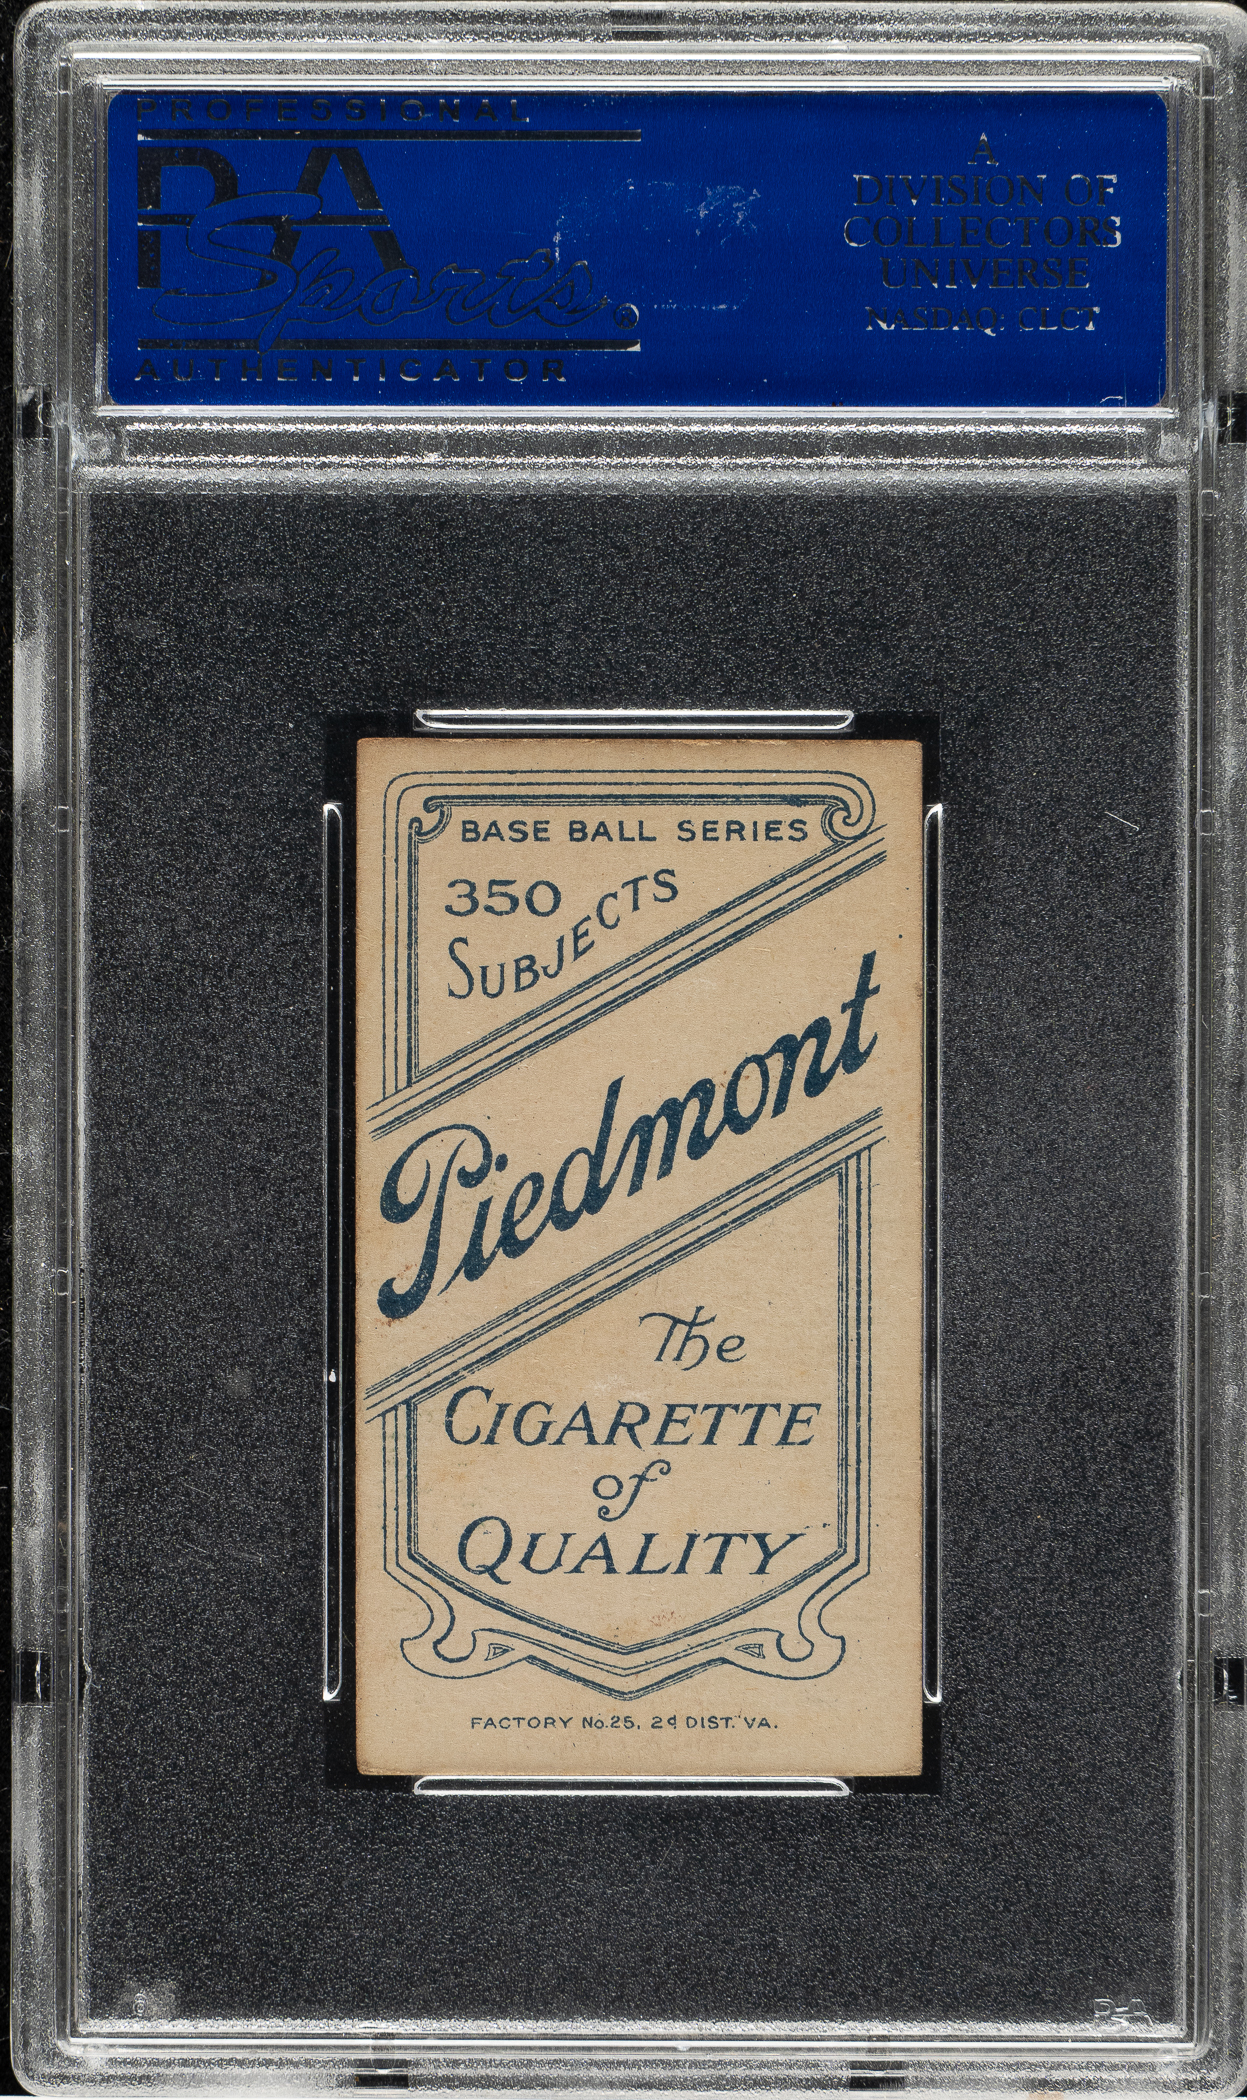 PROFESSIONAL
PSA
Sports®
AUTHENTICATOR
A
DIVISION OF
COLLECTORS
UNIVERSE
NASDAQ: CLCT
BASE BALL SERIES
350
SUBJECTS
Piedmont
The
CIGARETTE
of
QUALITY
FACTORY No.25, 2d DIST. VA.
PSA